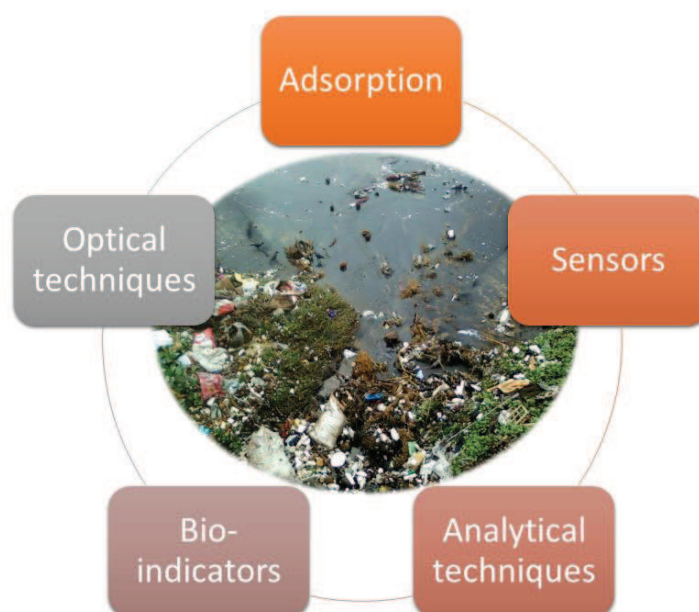 Adsorption
Sensors
Analytical
techniques
Bio-
indicators
Optical
techniques